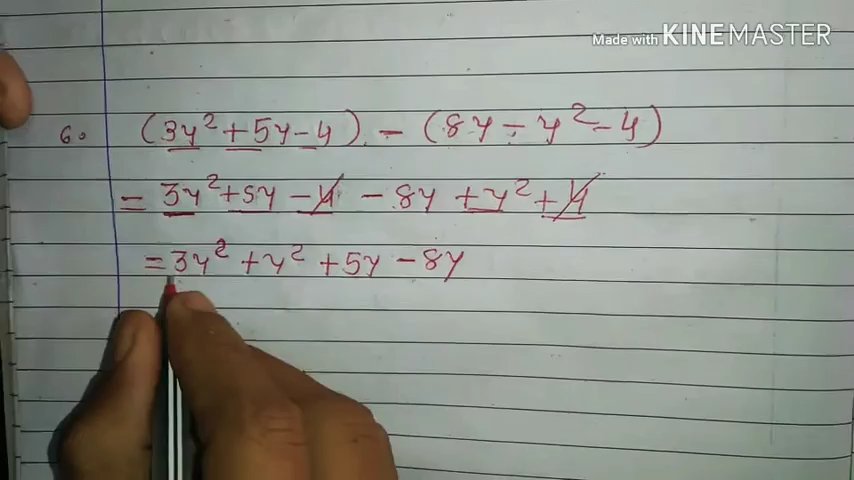 Made with KINEMASTER
6. (3y² + 5y - 4) - (8y - y² - 4)
= 3y² + 5y - 4 - 8y + y² + 4
= 3y² + y² + 5y - 8y